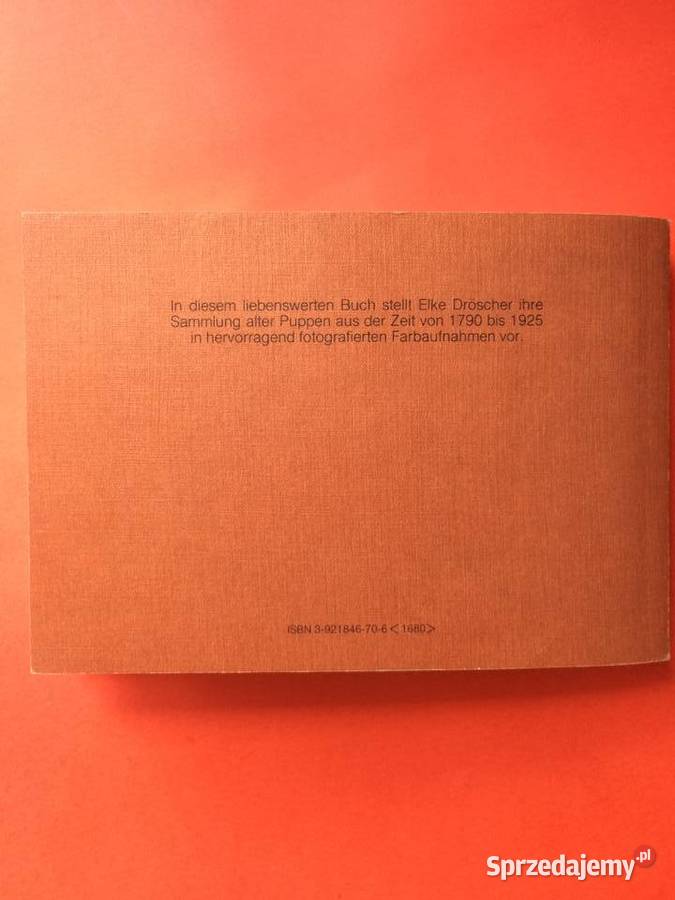 In diesem liebenswerten Buch stellt Elke Dröscher ihre
Sammlung alter Puppen aus der Zeit von 1790 bis 1925
in hervorragend fotografierten Farbaufnahmen vor.
ISBN 3-921846-70-6 <1680>
Sprzedajemy.pl